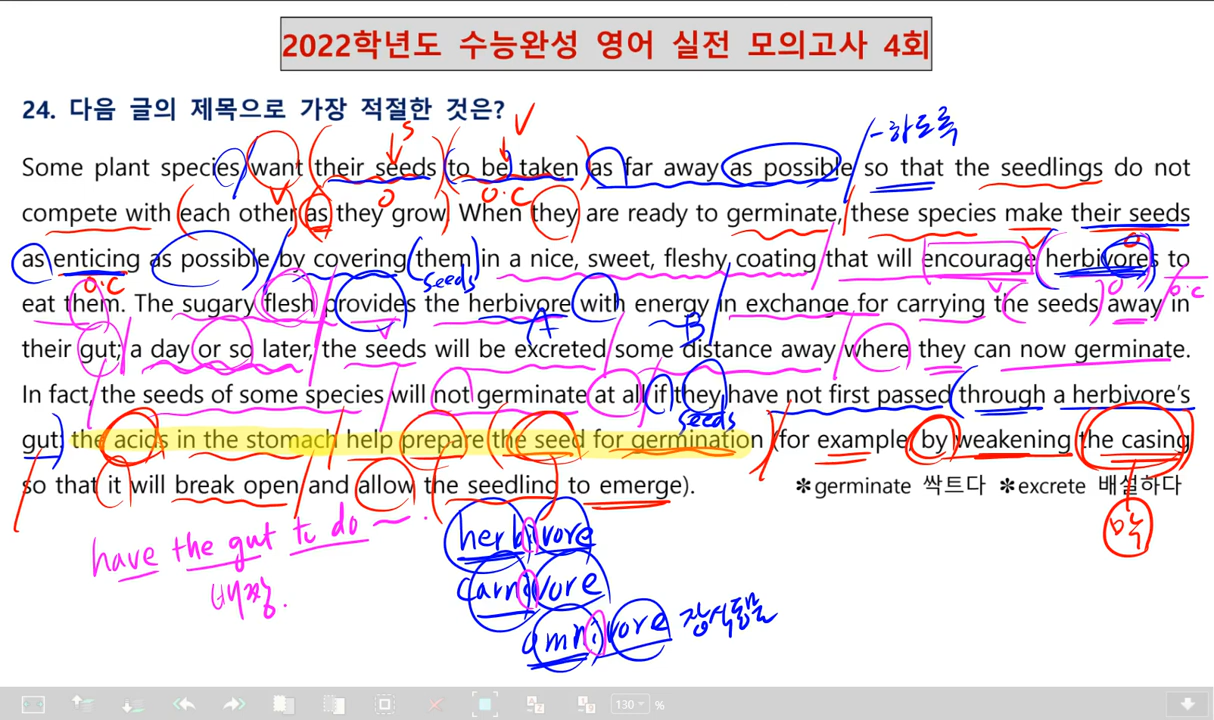 2022학년도 수능완성 영어 실전 모의고사 4회
24. 다음 글의 제목으로 가장 적절한 것은?
-하도록
S
V
Some plant species want their seeds to be taken as far away as possible so that the seedlings do not
V
O
O·C
compete with each other as they grow. When they are ready to germinate, these species make their seeds
V
O
as enticing as possible by covering them in a nice, sweet, fleshy coating that will encourage herbivores to
O·C
seeds
V
O
O·C
eat them. The sugary flesh provides the herbivore with energy in exchange for carrying the seeds away in
V
A
B
their gut; a day or so later, the seeds will be excreted some distance away where they can now germinate.
In fact, the seeds of some species will not germinate at all if they have not first passed through a herbivore's
seeds
gut; the acids in the stomach help prepare the seed for germination (for example by weakening the casing
so that it will break open and allow the seedling to emerge).
✻germinate 싹트다 ✻excrete 배설하다
have the gut to do ~.
배짱.
herbivore
carnivore
omnivore 잡식동물
130 %